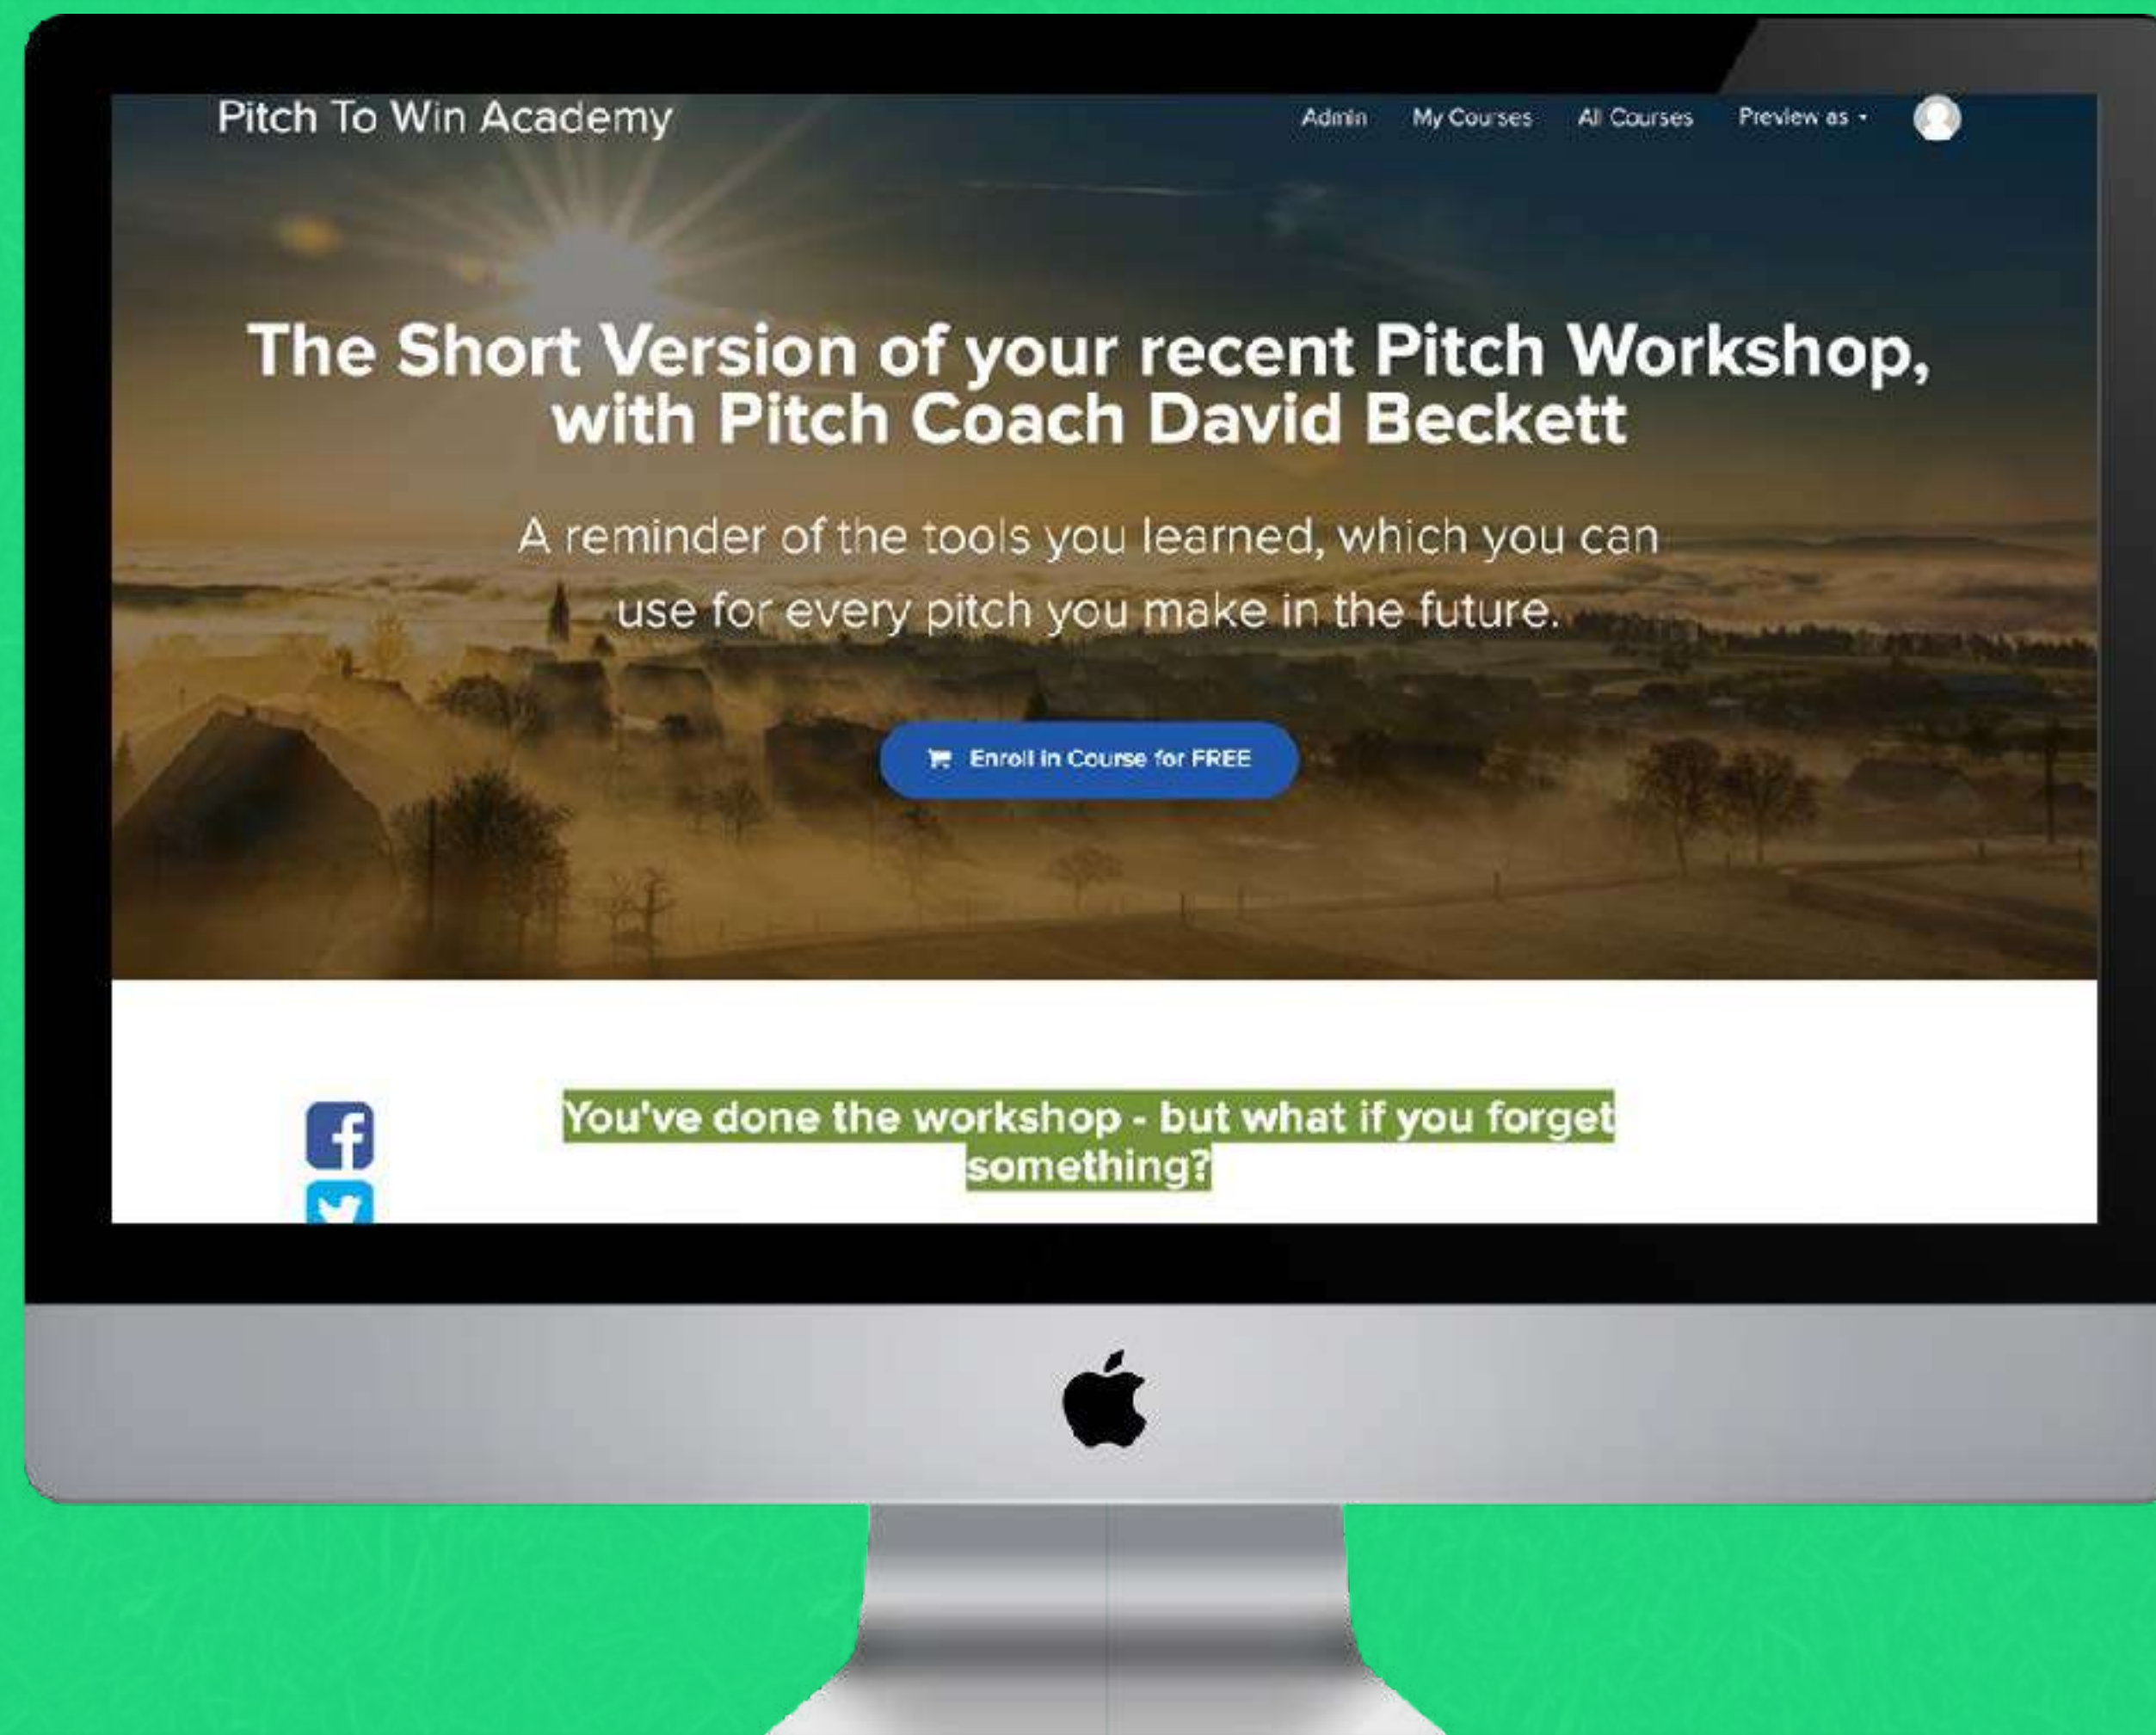 Pitch To Win Academy
Admin My Courses All Courses Preview as
The Short Version of your recent Pitch Workshop,
with Pitch Coach David Beckett
A reminder of the tools you learned, which you can
use for every pitch you make in the future.
Enroll in Course for FREE
You've done the workshop - but what if you forget
something?